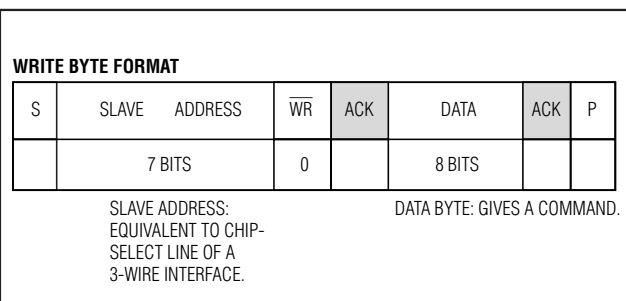 WRITE BYTE FORMAT
S SLAVE ADDRESS WR ACK DATA ACK P
7 BITS 0 8 BITS
SLAVE ADDRESS: DATA BYTE: GIVES A COMMAND.
EQUIVALENT TO CHIP-
SELECT LINE OF A
3-WIRE INTERFACE.